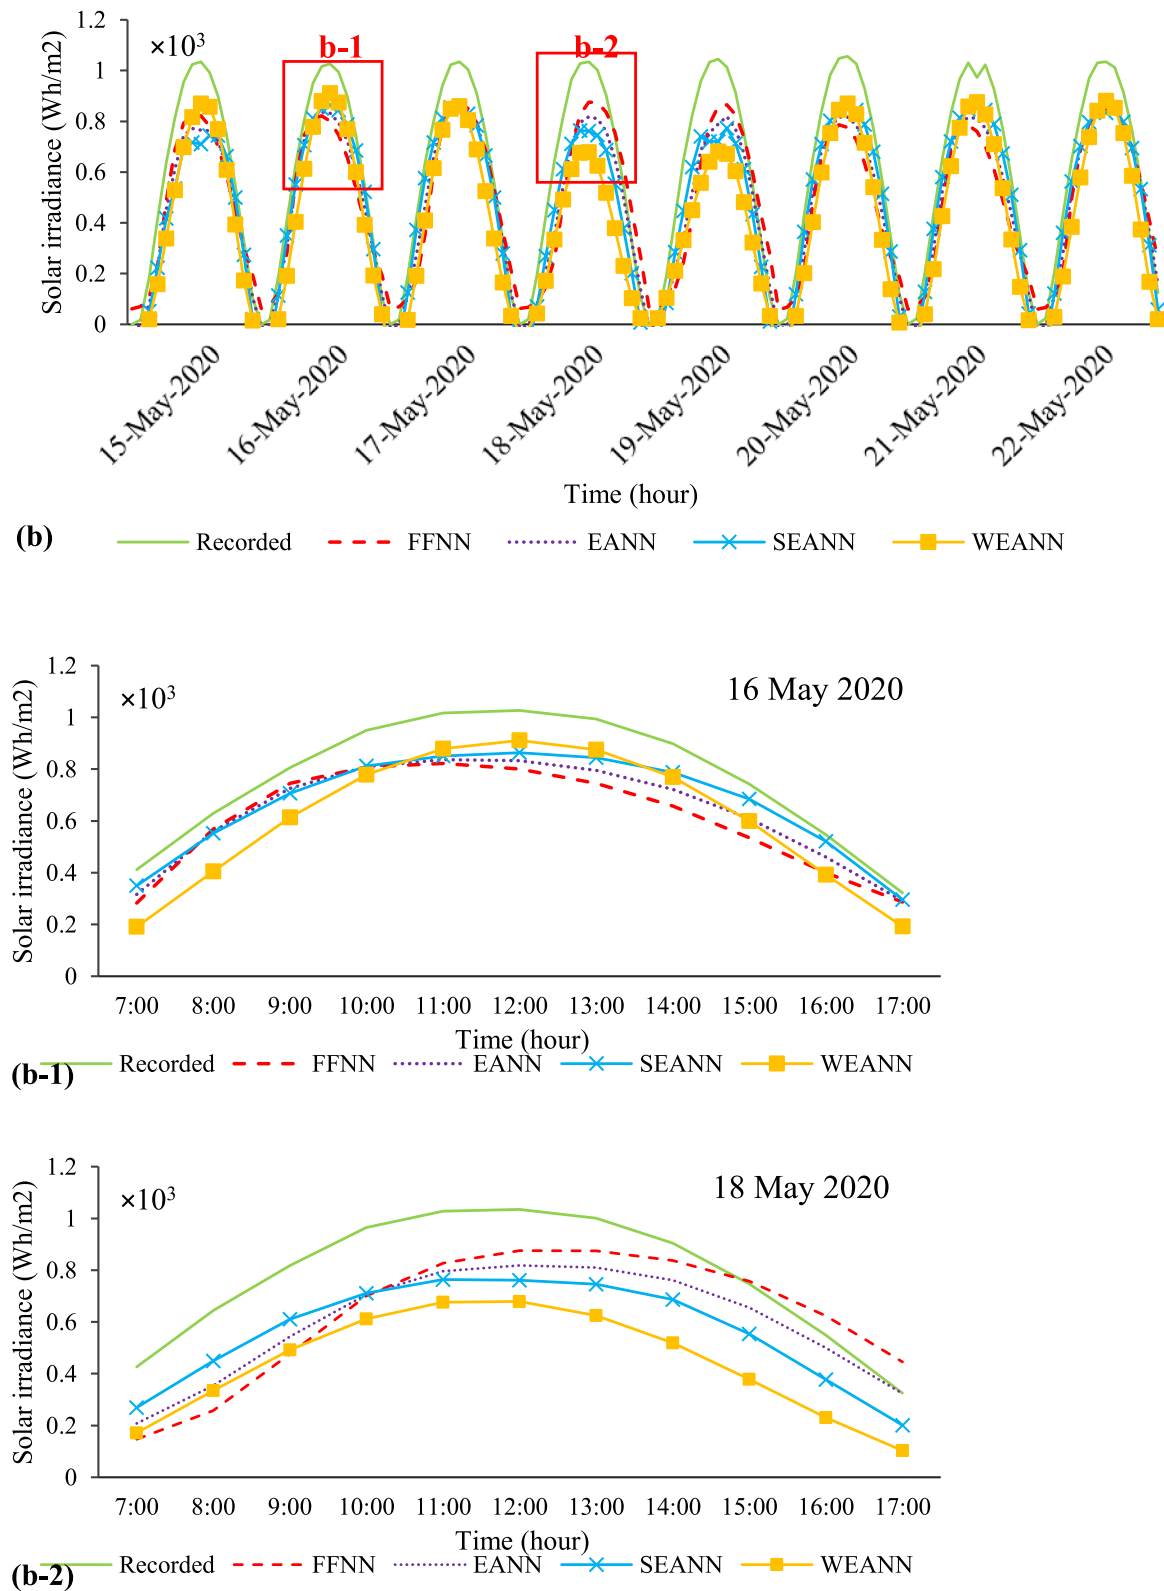 1.2
×10³
b-1
b-2
1
0.8
0.6
0.4
0.2
0
Solar irradiance (Wh/m2)
15-May-2020
16-May-2020
17-May-2020
18-May-2020
19-May-2020
20-May-2020
21-May-2020
22-May-2020
Time (hour)
(b)
Recorded FFNN EANN SEANN WEANN
1.2
×10³
16 May 2020
1
0.8
0.6
0.4
0.2
0
Solar irradiance (Wh/m2)
7:00 8:00 9:00 10:00 11:00 12:00 13:00 14:00 15:00 16:00 17:00
Time (hour)
(b-1)
Recorded FFNN EANN SEANN WEANN
1.2
×10³
18 May 2020
1
0.8
0.6
0.4
0.2
0
Solar irradiance (Wh/m2)
7:00 8:00 9:00 10:00 11:00 12:00 13:00 14:00 15:00 16:00 17:00
Time (hour)
(b-2)
Recorded FFNN EANN SEANN WEANN